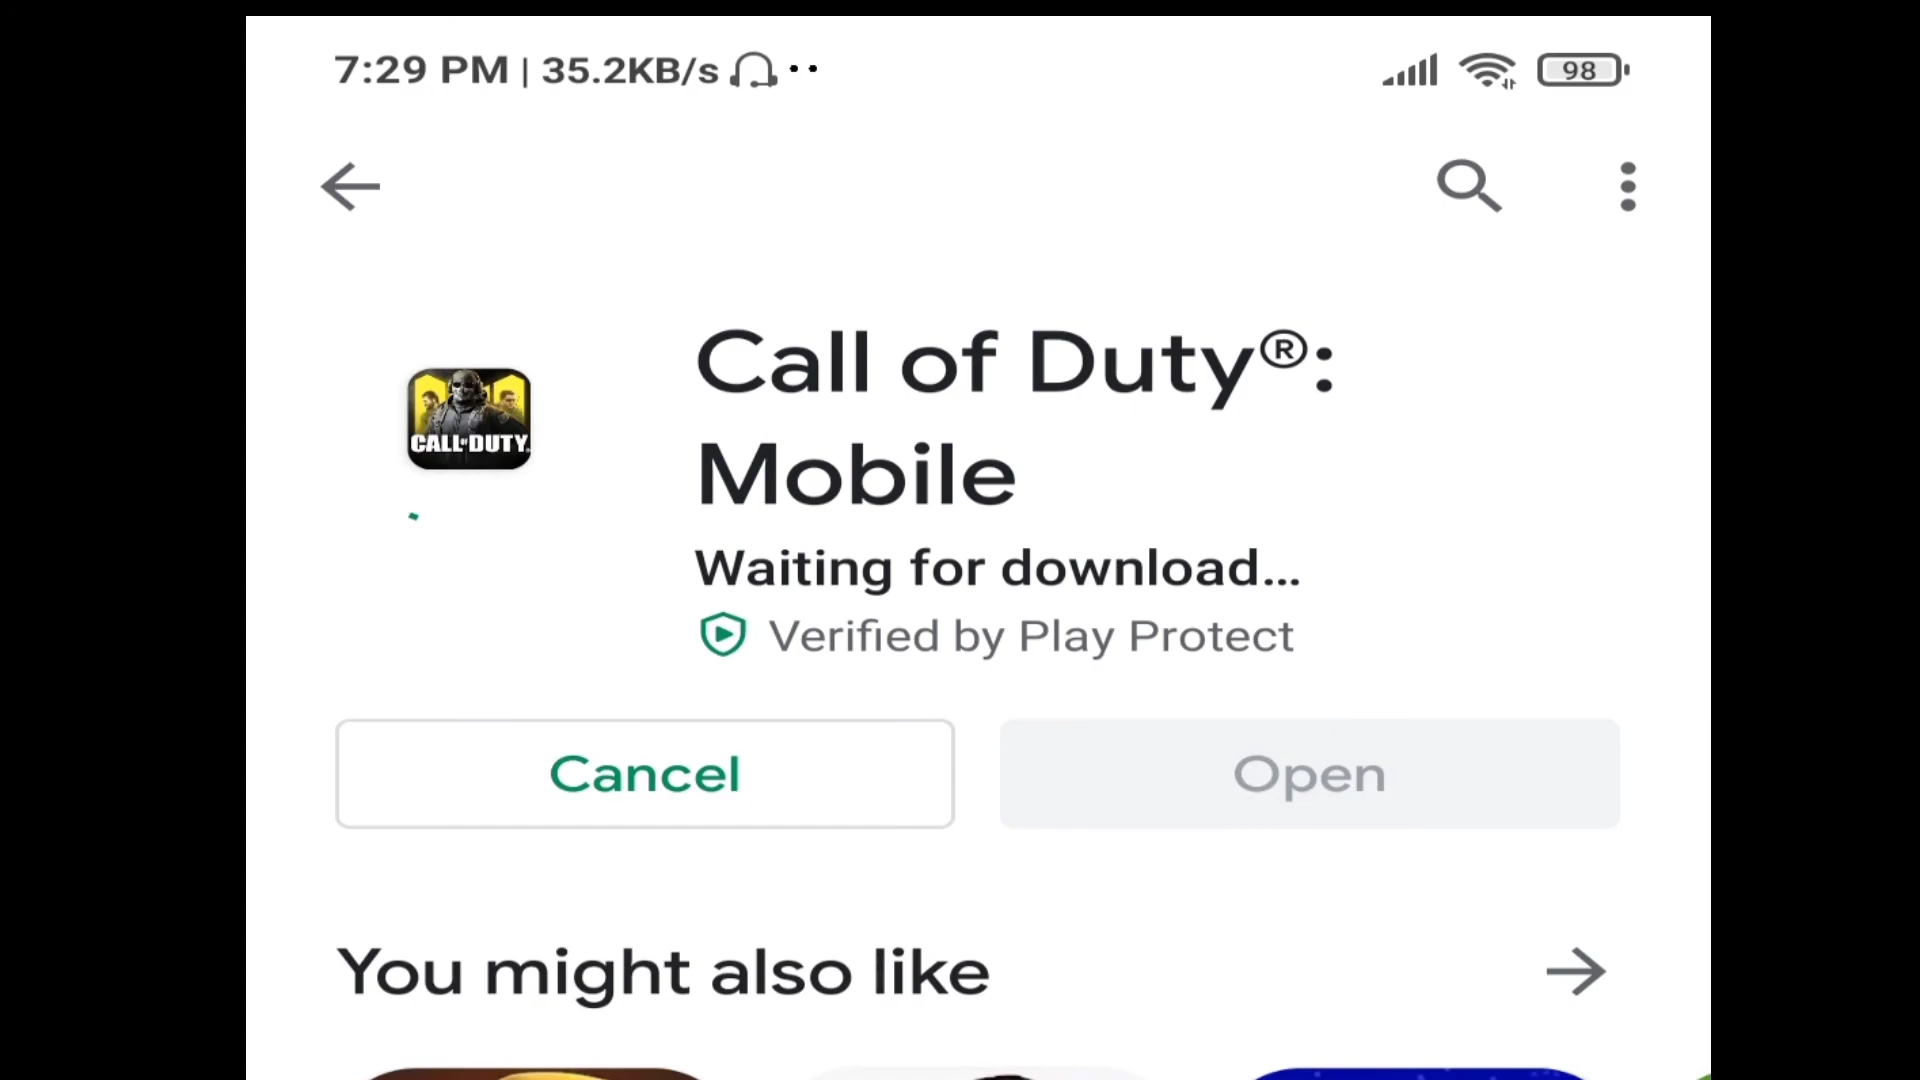 7:29 PM | 35.2KB/s
98
Call of Duty®:
Mobile
CALL OF DUTY
Waiting for download...
Verified by Play Protect
Cancel
Open
You might also like